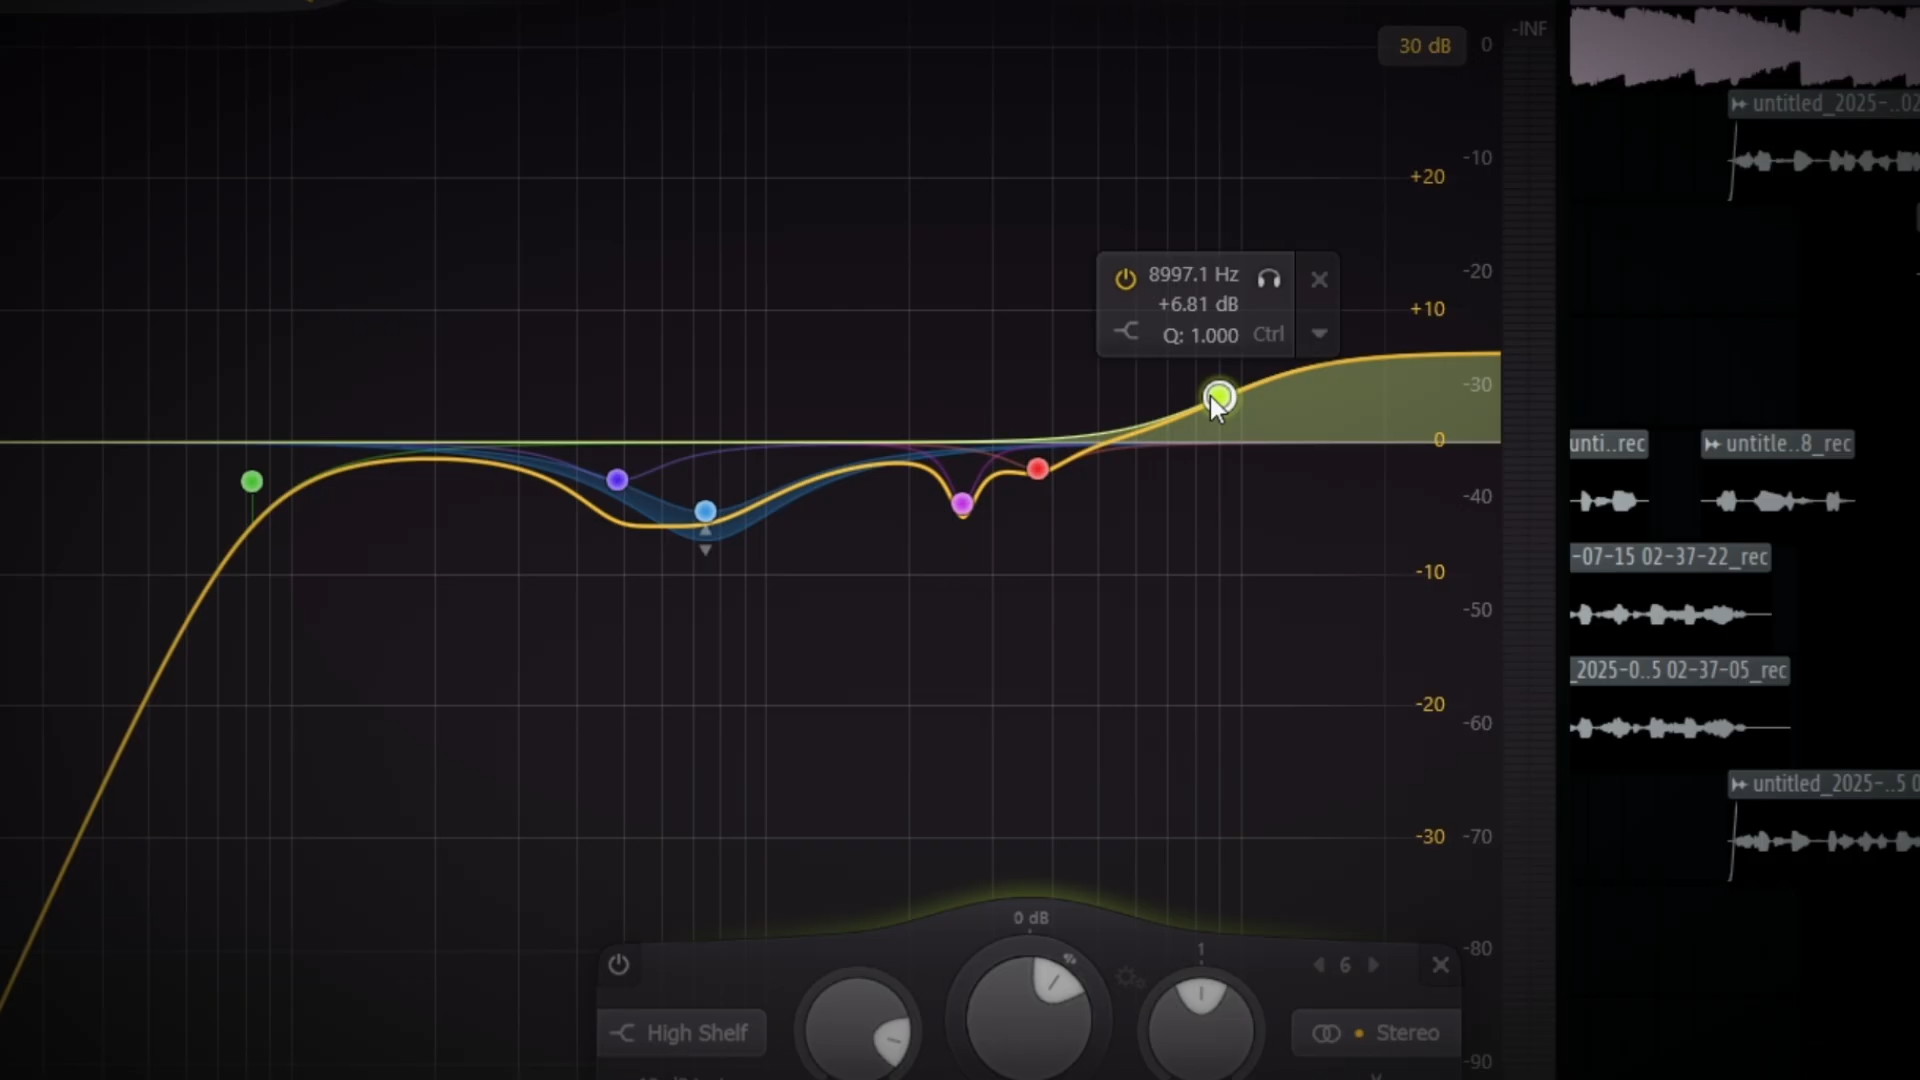 30 dB
0
-INF
+20
-10
-20
+10
-30
0
-40
-10
-50
-20
-60
-30
-70
-80
-90
8997.1 Hz
+6.81 dB
Q: 1.000 Ctrl
0 dB
1
6
High Shelf
Stereo
untitled_2025-..02
unti..rec
untitle..8_rec
-07-15 02-37-22_rec
_2025-0..5 02-37-05_rec
untitled_2025-..5 0